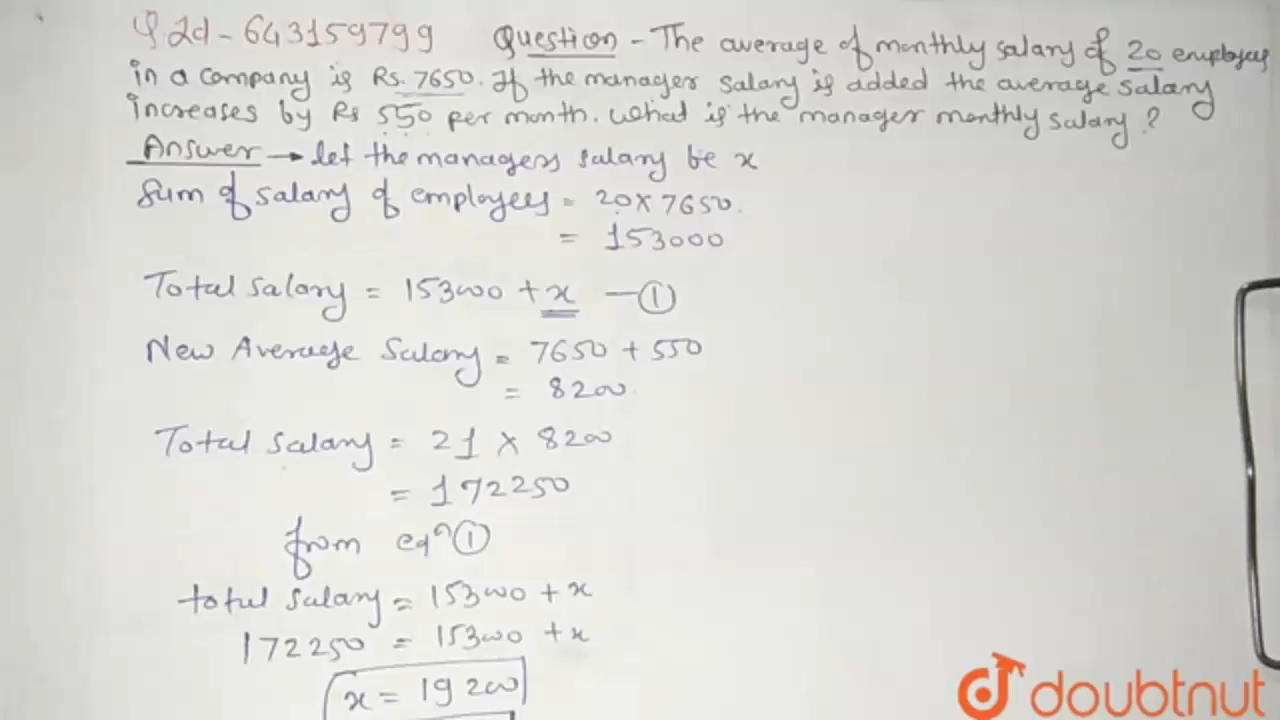 Q.Id - 643159799 Question - The average of monthly salary of 20 employees
in a company is Rs. 7650. If the manager salary is added the average salary
increases by Rs 550 per month. What is the manager monthly salary ?
Answer → let the managers salary be x
Sum of salary of employees = 20 × 7650.
= 153000
Total salary = 153000 + x — ①
New Average Salary = 7650 + 550
= 8200.
Total salary = 21 × 8200
= 172250
from eqⁿ ①
total salary = 153000 + x
172250 = 153000 + x
x = 19200
doubtnut